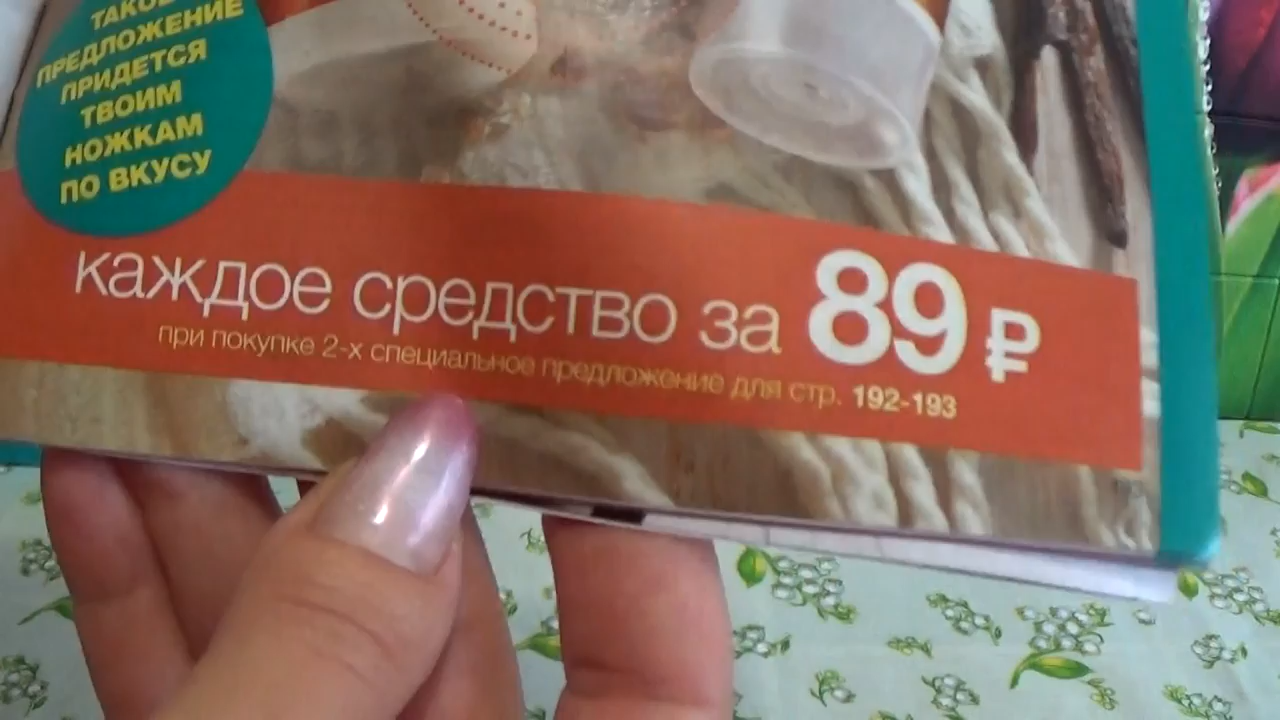 ТАКОЕ
ПРЕДЛОЖЕНИЕ
ПРИДЕТСЯ
ТВОИМ
НОЖКАМ
ПО ВКУСУ
каждое средство за 89 ₽
при покупке 2-х специальное предложение для стр. 192-193